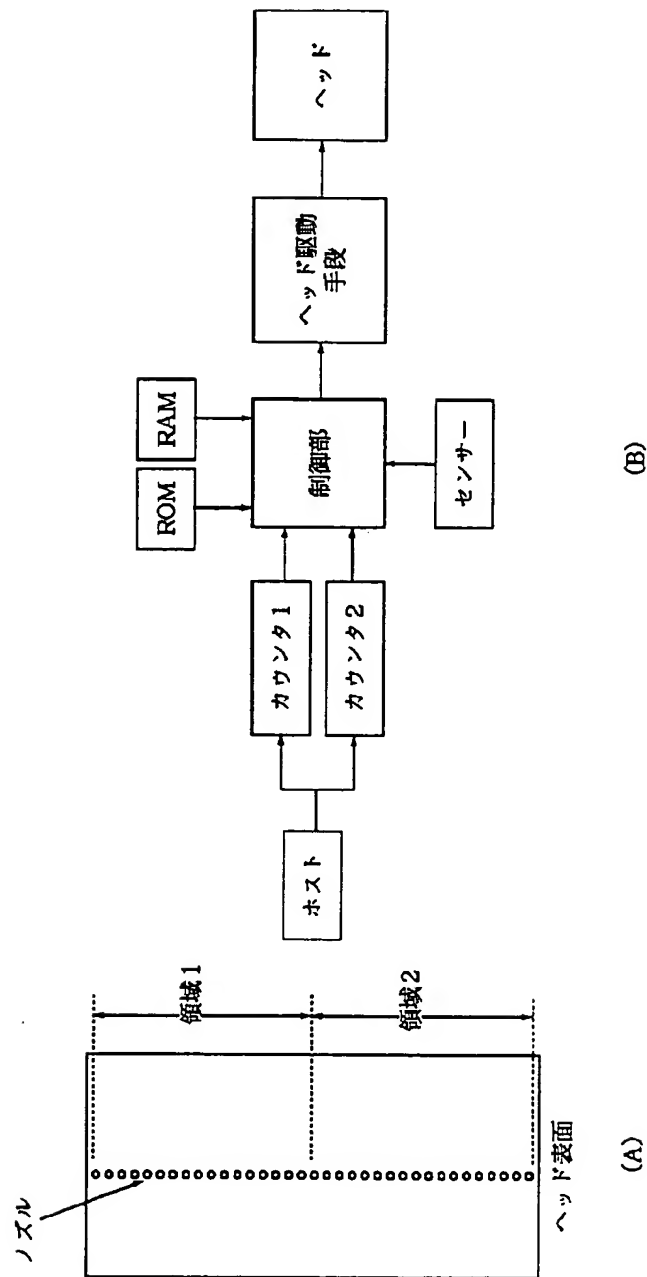 ノズル
領域1
領域2
ヘッド表面
(A)
ホスト
カウンタ1
カウンタ2
ROM
RAM
制御部
センサー
ヘッド駆動
手段
ヘッド
(B)